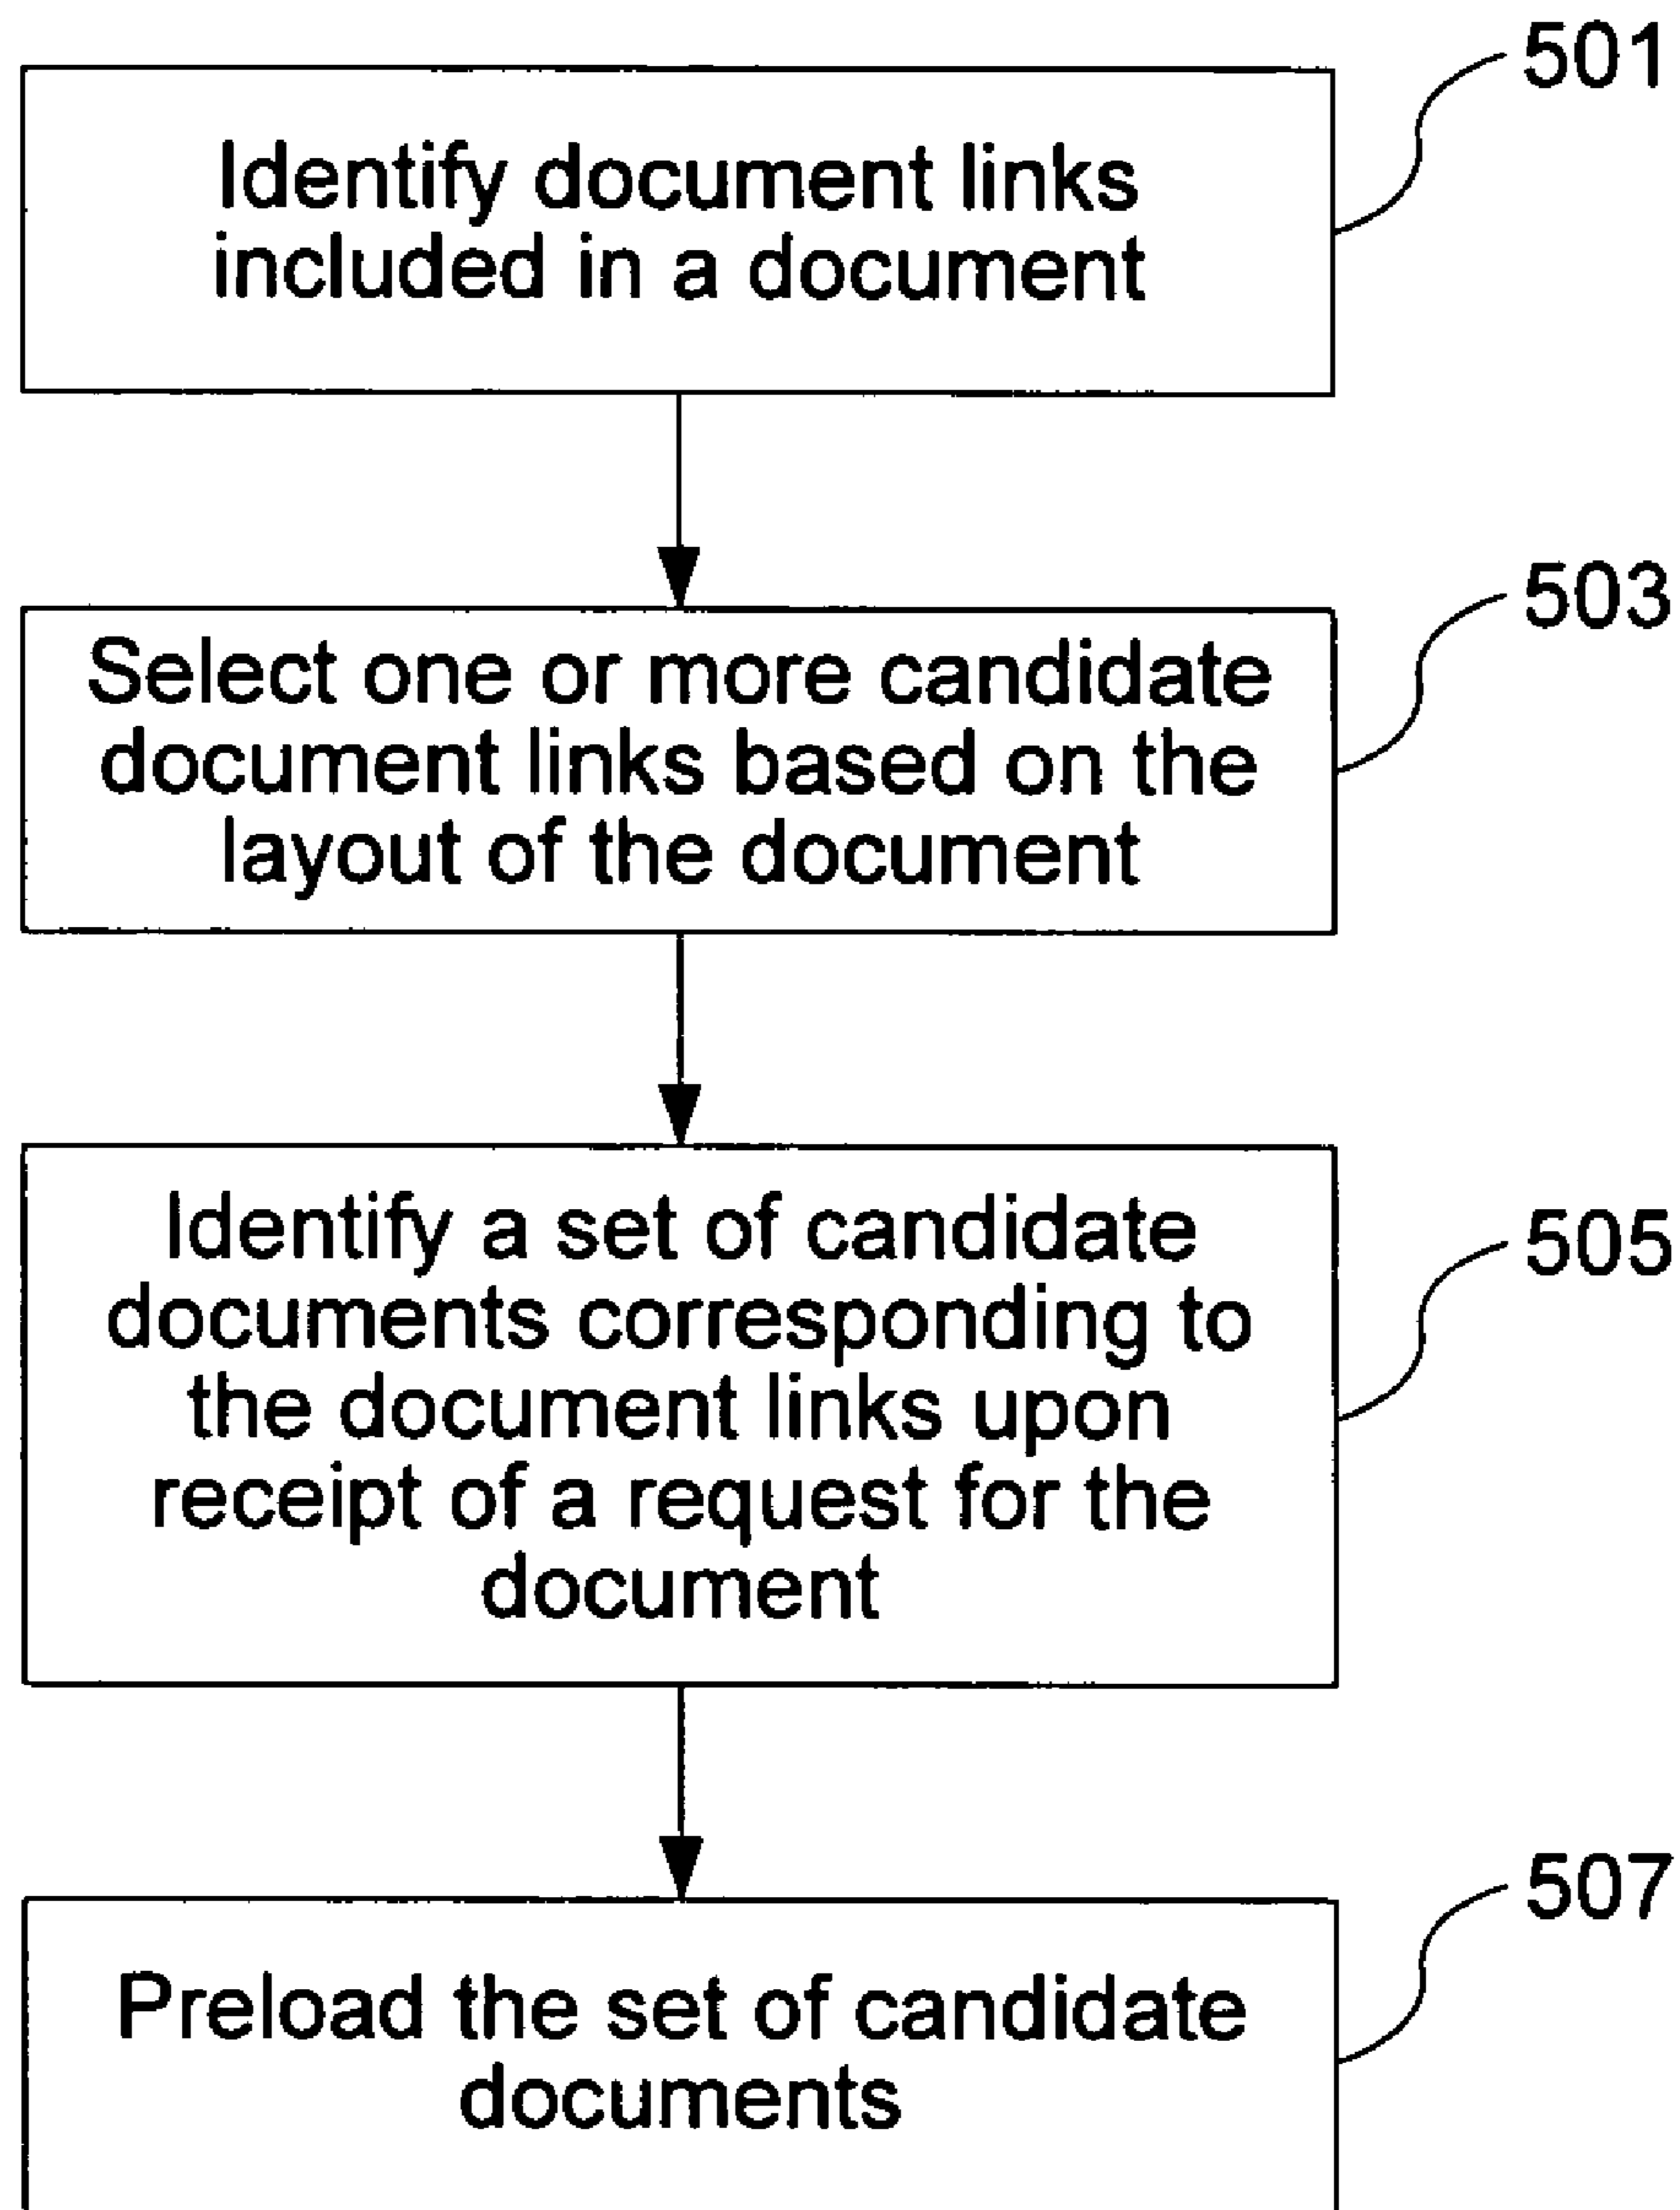 501
Identify document links
included in a document
503
Select one or more candidate
document links based on the
layout of the document
505
Identify a set of candidate
documents corresponding to
the document links upon
receipt of a request for the
document
507
Preload the set of candidate
documents